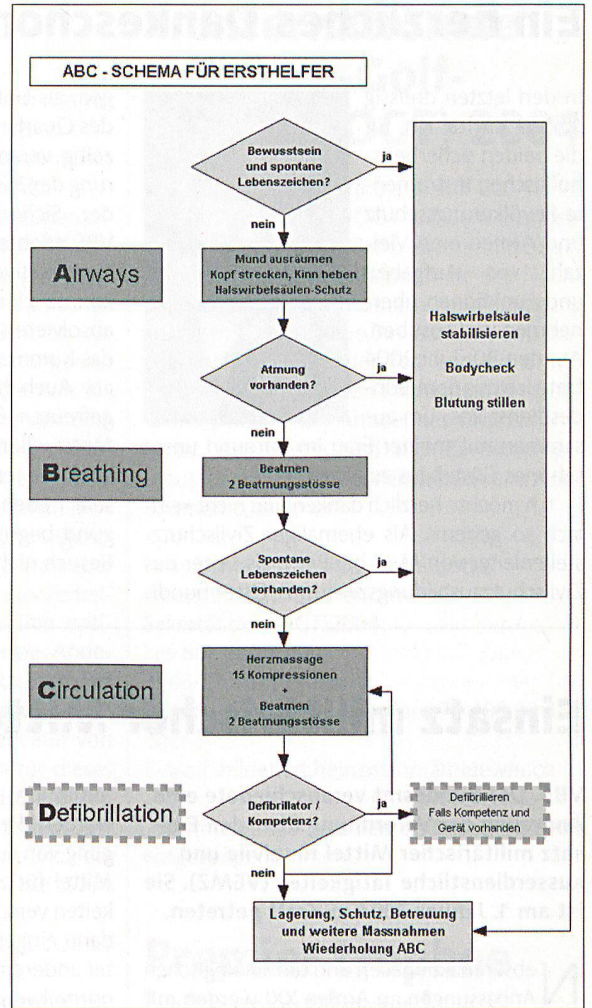 ABC - SCHEMA FÜR ERSTHELFER
Bewusstsein
und spontane
Lebenszeichen?
ja
nein
Airways
Mund ausräumen
Kopf strecken, Kinn heben
Halswirbelsäulen-Schutz
Halswirbelsäule
stabilisieren
Bodycheck
Blutung stillen
Atmung
vorhanden?
ja
nein
Breathing
Beatmen
2 Beatmungsstösse
Spontane
Lebenszeichen
vorhanden?
ja
nein
Circulation
Herzmassage
15 Kompressionen
+
Beatmen
2 Beatmungsstösse
Defibrillation
Defibrillator /
Kompetenz?
ja
Defibrillieren
Falls Kompetenz und
Gerät vorhanden
nein
Lagerung, Schutz, Betreuung
und weitere Massnahmen
Wiederholung ABC